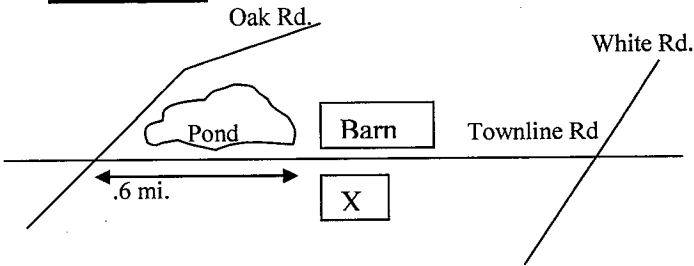 Oak Rd.
White Rd.
Pond
Barn
Townline Rd
.6 mi.
X